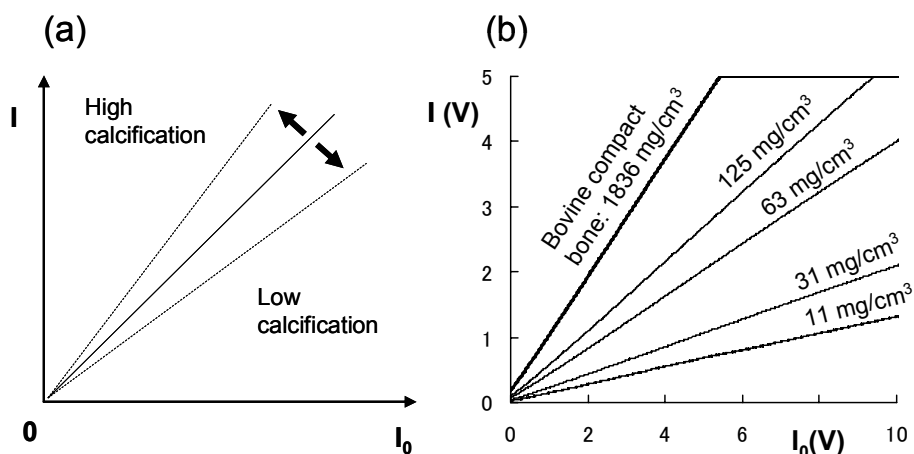 (a)
I
High
calcification
Low
calcification
0
I₀
(b)
I (V)
5
4
3
2
1
0
Bovine compact
bone: 1836 mg/cm³
125 mg/cm³
63 mg/cm³
31 mg/cm³
11 mg/cm³
0 2 4 6 8 10
I₀(V)